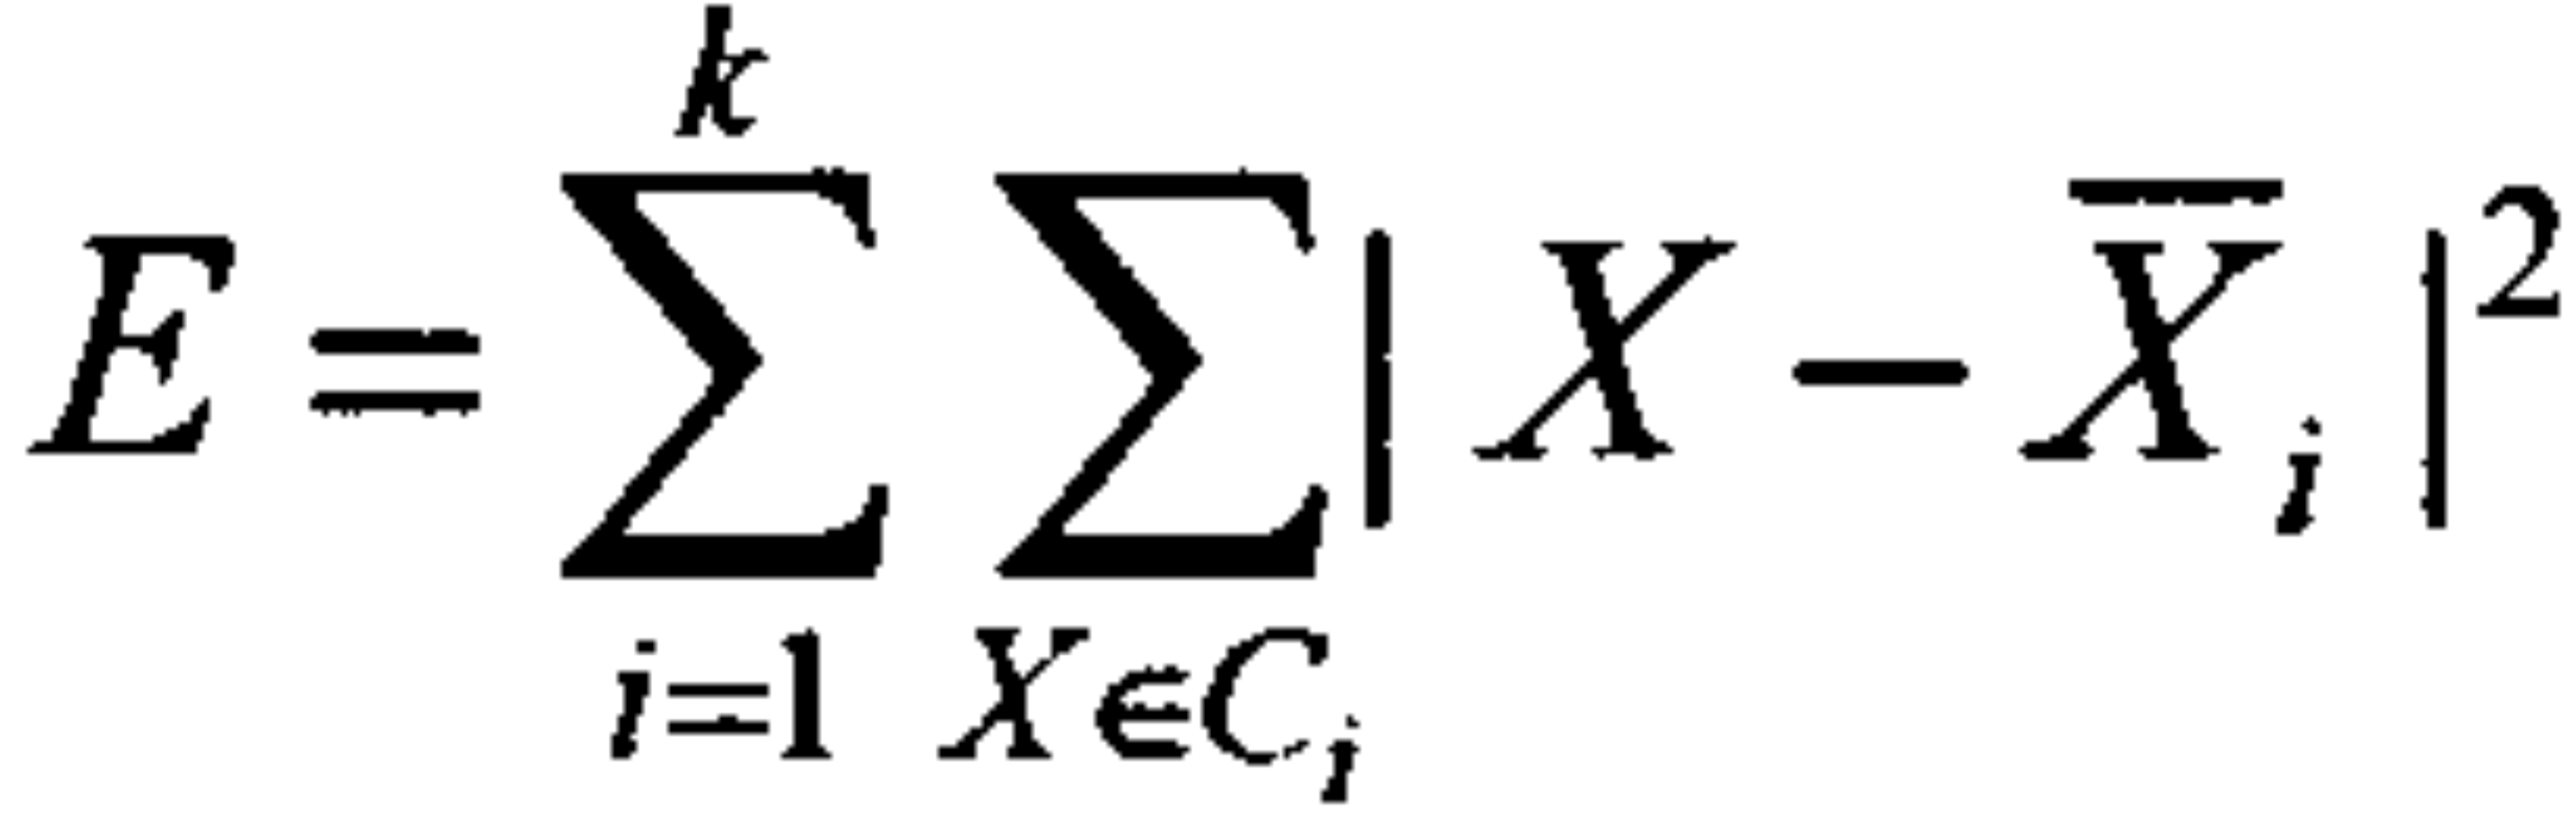 E = \sum_{i=1}^{k} \sum_{X \in C_i} | X - \overline{X}_i |^2